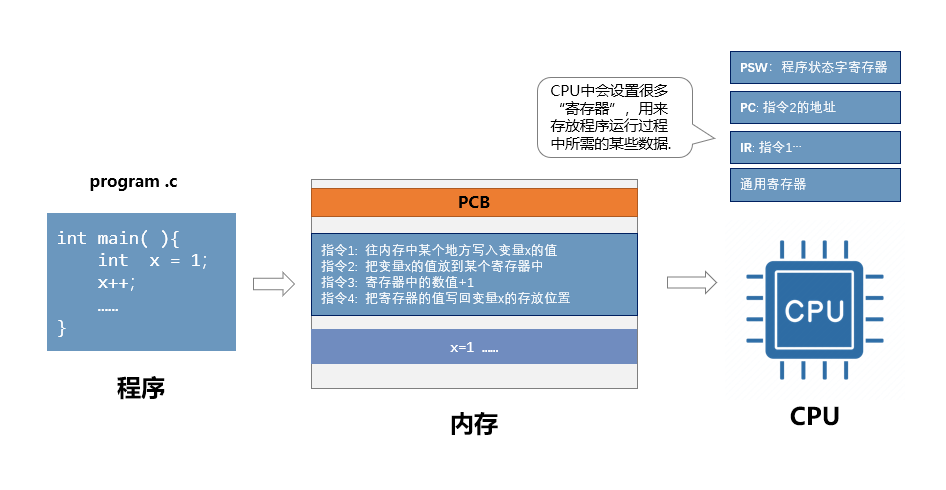 PSW：程序状态字寄存器
CPU中会设置很多
“寄存器”，用来
存放程序运行过程
中所需的某些数据.
PC: 指令2的地址
IR: 指令1…
通用寄存器
program .c
int main( ){
int x = 1;
x++;
……
}
程序
PCB
指令1: 往内存中某个地方写入变量x的值
指令2: 把变量x的值放到某个寄存器中
指令3: 寄存器中的数值+1
指令4: 把寄存器的值写回变量x的存放位置
x=1 ……
内存
CPU
CPU